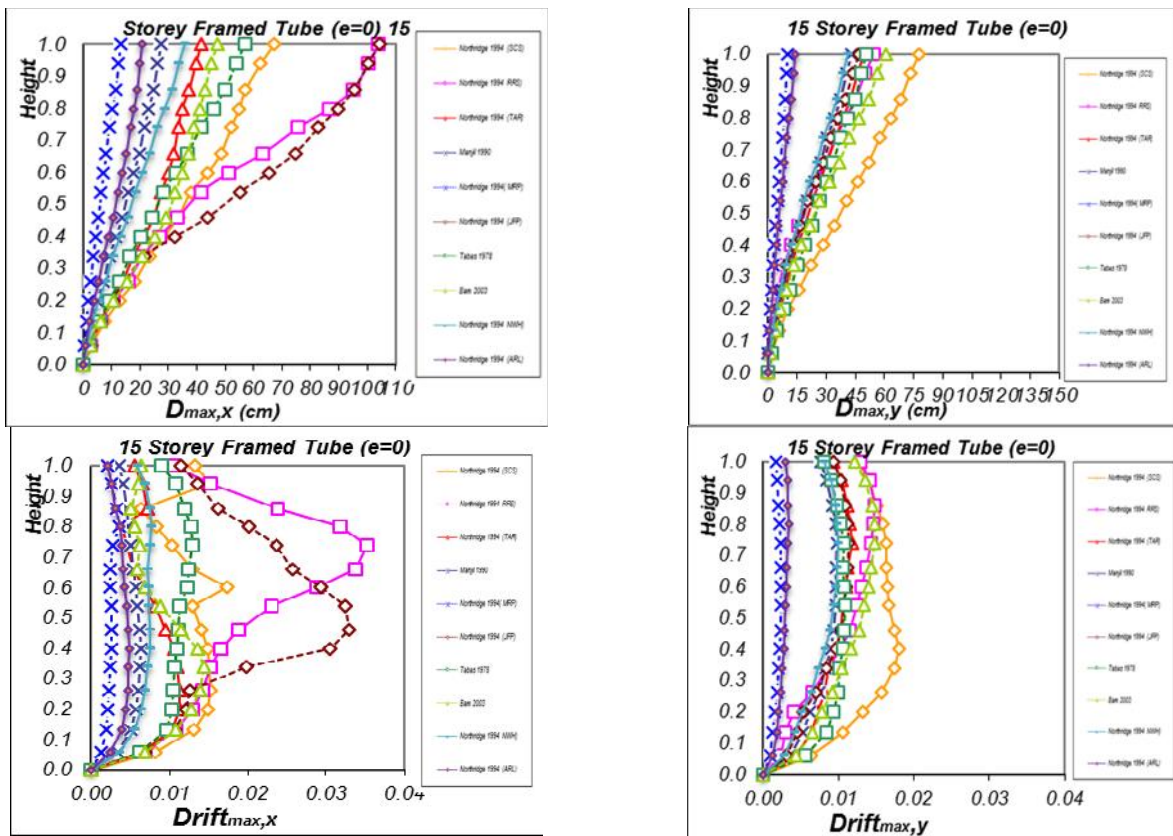 Storey Framed Tube (e=0) 15
Height
1.0
0.9
0.8
0.7
0.6
0.5
0.4
0.3
0.2
0.1
0.0
0 10 20 30 40 50 60 70 80 90 100 110
Dmax,x (cm)
Northridge 1994 (SCS)
Northridge 1994 RRS)
Northridge 1994 (TAR)
Manjil 1990
Northridge 1994( MRP)
Northridge 1994 (JFP)
Tabas 1978
Bam 2003
Northridge 1994 NWH)
Northridge 1994 (ARL)
15 Storey Framed Tube (e=0)
Height
1.0
0.9
0.8
0.7
0.6
0.5
0.4
0.3
0.2
0.1
0.0
0 15 30 45 60 75 90 105 120 135 150
Dmax,y (cm)
Northridge 1994 (SCS)
Northridge 1994 RRS)
Northridge 1994 (TAR)
Manjil 1990
Northridge 1994( MRP)
Northridge 1994 (JFP)
Tabas 1978
Bam 2003
Northridge 1994 NWH)
Northridge 1994 (ARL)
15 Storey Framed Tube (e=0)
Height
1.0
0.9
0.8
0.7
0.6
0.5
0.4
0.3
0.2
0.1
0.0
0.00 0.01 0.02 0.03 0.04
Driftmax,x
Northridge 1994 (SCS)
Northridge 1994 RRS)
Northridge 1994 (TAR)
Manjil 1990
Northridge 1994( MRP)
Northridge 1994 (JFP)
Tabas 1978
Bam 2003
Northridge 1994 NWH)
Northridge 1994 (ARL)
15 Storey Framed Tube (e=0)
Height
1.0
0.9
0.8
0.7
0.6
0.5
0.4
0.3
0.2
0.1
0.0
0.00 0.01 0.02 0.03 0.04
Driftmax,y
Northridge 1994 (SCS)
Northridge 1994 RRS)
Northridge 1994 (TAR)
Manjil 1990
Northridge 1994( MRP)
Northridge 1994 (JFP)
Tabas 1978
Bam 2003
Northridge 1994 NWH)
Northridge 1994 (ARL)